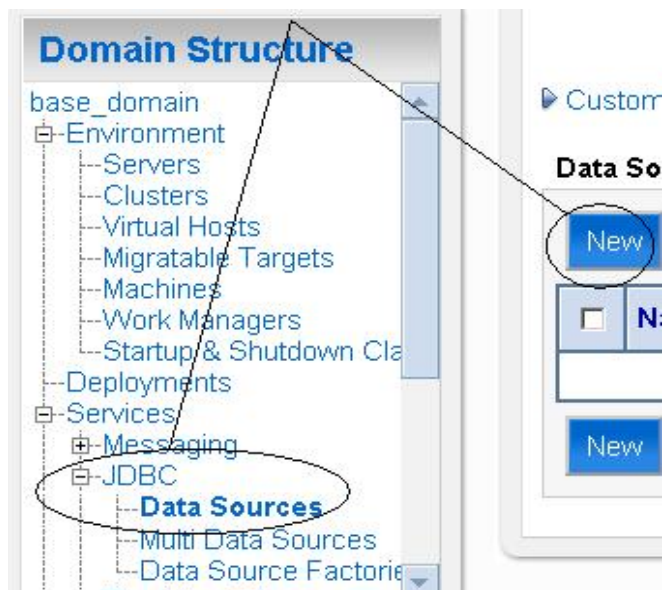 Domain Structure
base_domain
Environment
Servers
Clusters
Virtual Hosts
Migratable Targets
Machines
Work Managers
Startup & Shutdown Cla
Deployments
Services
Messaging
JDBC
Data Sources
Multi Data Sources
Data Source Factorie
Custom
Data So
New
Na
New